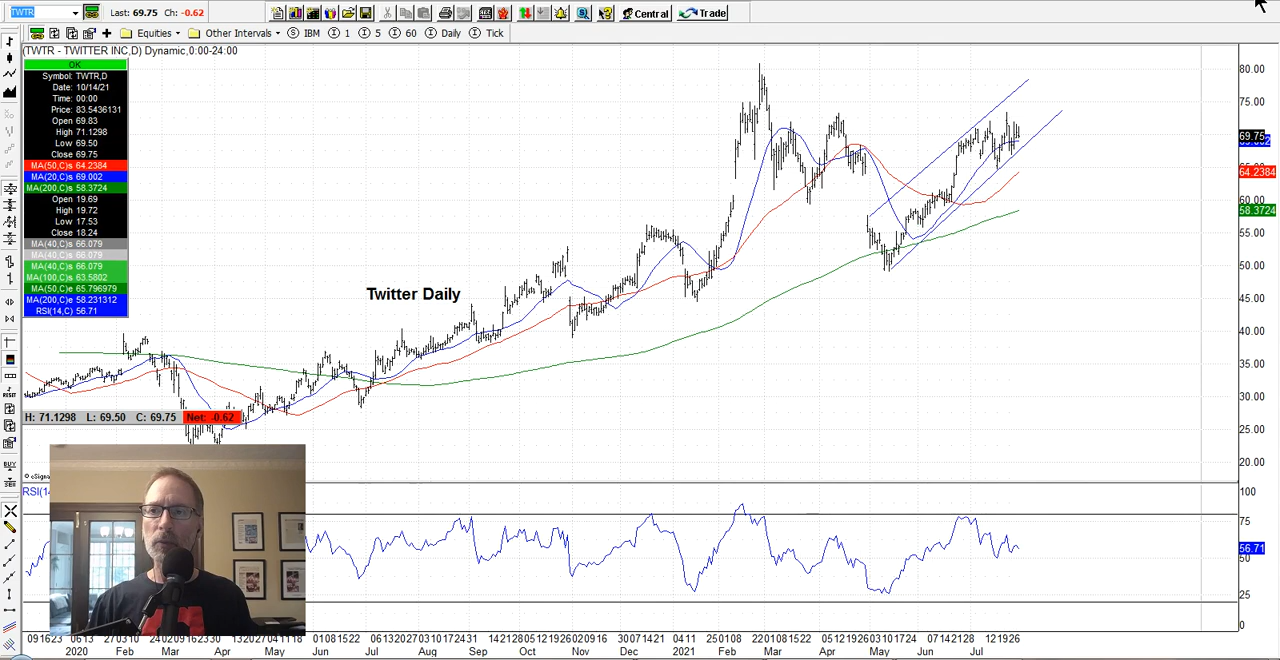 TWTR
Last: 69.75 Ch: -0.62
Central
Trade
Equities
Other Intervals
S IBM
I 1
I 5
I 60
I Daily
I Tick
(TWTR - TWITTER INC,D) Dynamic,0:00-24:00
OK
Symbol: TWTR,D
Date: 10/14/21
Time: 00:00
Price: 83.5436131
Open 69.83
High 71.1298
Low 69.50
Close 69.75
MA(50,C)s 64.2384
MA(20,C)s 69.002
MA(200,C)s 58.3724
Open 19.69
High 19.72
Low 17.53
Close 18.24
MA(40,C)s 66.079
MA(40,C)s 66.079
MA(40,C)s 66.079
MA(100,C)s 63.5802
MA(50,C)e 65.796979
MA(200,C)e 58.231312
RSI(14,C) 56.71
Twitter Daily
H: 71.1298 L: 69.50 C: 69.75 Net: -0.62
80.00
75.00
69.75
64.2384
60.00
58.3724
55.00
50.00
45.00
40.00
35.00
30.00
25.00
20.00
RSI(14
100
75
56.71
50
25
0
2020 Feb Mar Apr May Jun Jul Aug Sep Oct Nov Dec 2021 Feb Mar Apr May Jun Jul
RESET
BUY